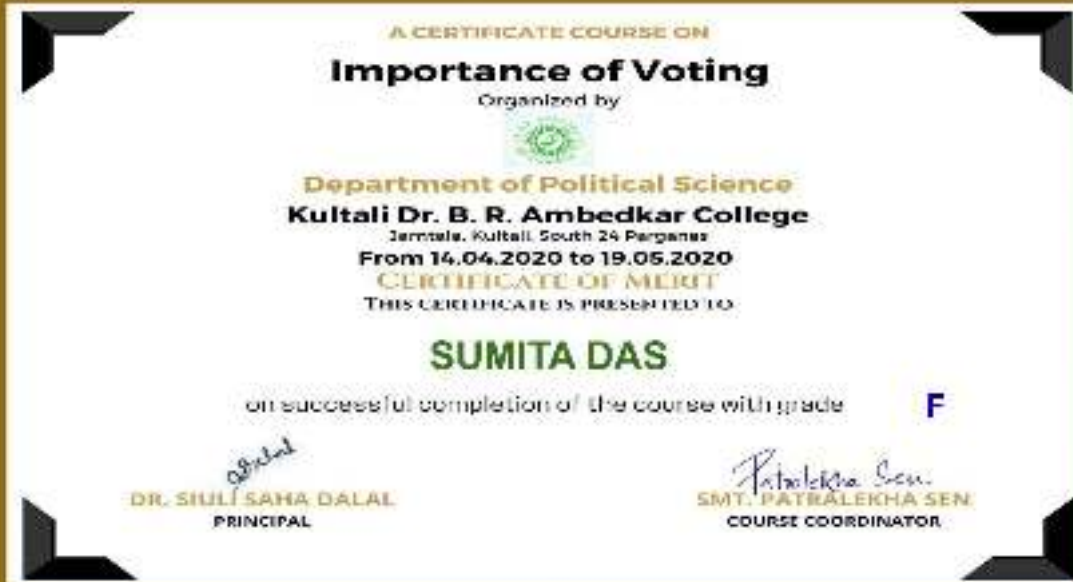 A CERTIFICATE COURSE ON
Importance of Voting
Organized by
Department of Political Science
Kultali Dr. B. R. Ambedkar College
Jamtala, Kultali, South 24 Parganas
From 14.04.2020 to 19.05.2020
CERTIFICATE OF MERIT
THIS CERTIFICATE IS PRESENTED TO
SUMITA DAS
on successful completion of the course with grade F
Patralekha Sen.
DR. SIULI SAHA DALAL
SMT. PATRALEKHA SEN
PRINCIPAL
COURSE COORDINATOR